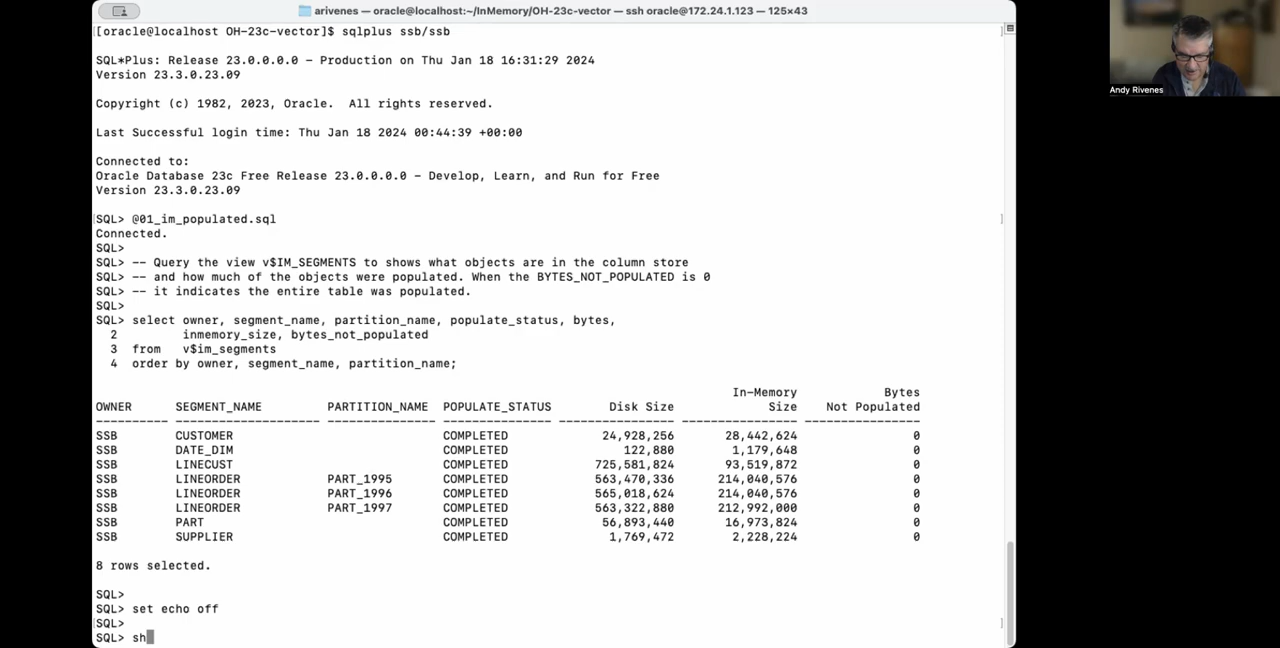 arivenes — oracle@localhost:~/InMemory/OH-23c-vector — ssh oracle@172.24.1.123 — 125×43
[oracle@localhost OH-23c-vector]$ sqlplus ssb/ssb
SQL*Plus: Release 23.0.0.0.0 - Production on Thu Jan 18 16:31:29 2024
Version 23.3.0.23.09
Copyright (c) 1982, 2023, Oracle.  All rights reserved.
Last Successful login time: Thu Jan 18 2024 00:44:39 +00:00
Connected to:
Oracle Database 23c Free Release 23.0.0.0.0 - Develop, Learn, and Run for Free
Version 23.3.0.23.09
SQL> @01_im_populated.sql
Connected.
SQL>
SQL> -- Query the view v$IM_SEGMENTS to shows what objects are in the column store
SQL> -- and how much of the objects were populated. When the BYTES_NOT_POPULATED is 0
SQL> -- it indicates the entire table was populated.
SQL>
SQL> select owner, segment_name, partition_name, populate_status, bytes,
2         inmemory_size, bytes_not_populated
3  from   v$im_segments
4  order by owner, segment_name, partition_name;
In-Memory Bytes
OWNER SEGMENT_NAME PARTITION_NAME POPULATE_STATUS Disk Size Size Not Populated
---------- -------------------- --------------- --------------- ---------------- ---------------- ----------------
SSB CUSTOMER COMPLETED 24,928,256 28,442,624 0
SSB DATE_DIM COMPLETED 122,880 1,179,648 0
SSB LINECUST COMPLETED 725,581,824 93,519,872 0
SSB LINEORDER PART_1995 COMPLETED 563,470,336 214,040,576 0
SSB LINEORDER PART_1996 COMPLETED 565,018,624 214,040,576 0
SSB LINEORDER PART_1997 COMPLETED 563,322,880 212,992,000 0
SSB PART COMPLETED 56,893,440 16,973,824 0
SSB SUPPLIER COMPLETED 1,769,472 2,228,224 0
8 rows selected.
SQL>
SQL> set echo off
SQL>
SQL> sh
Andy Rivenes